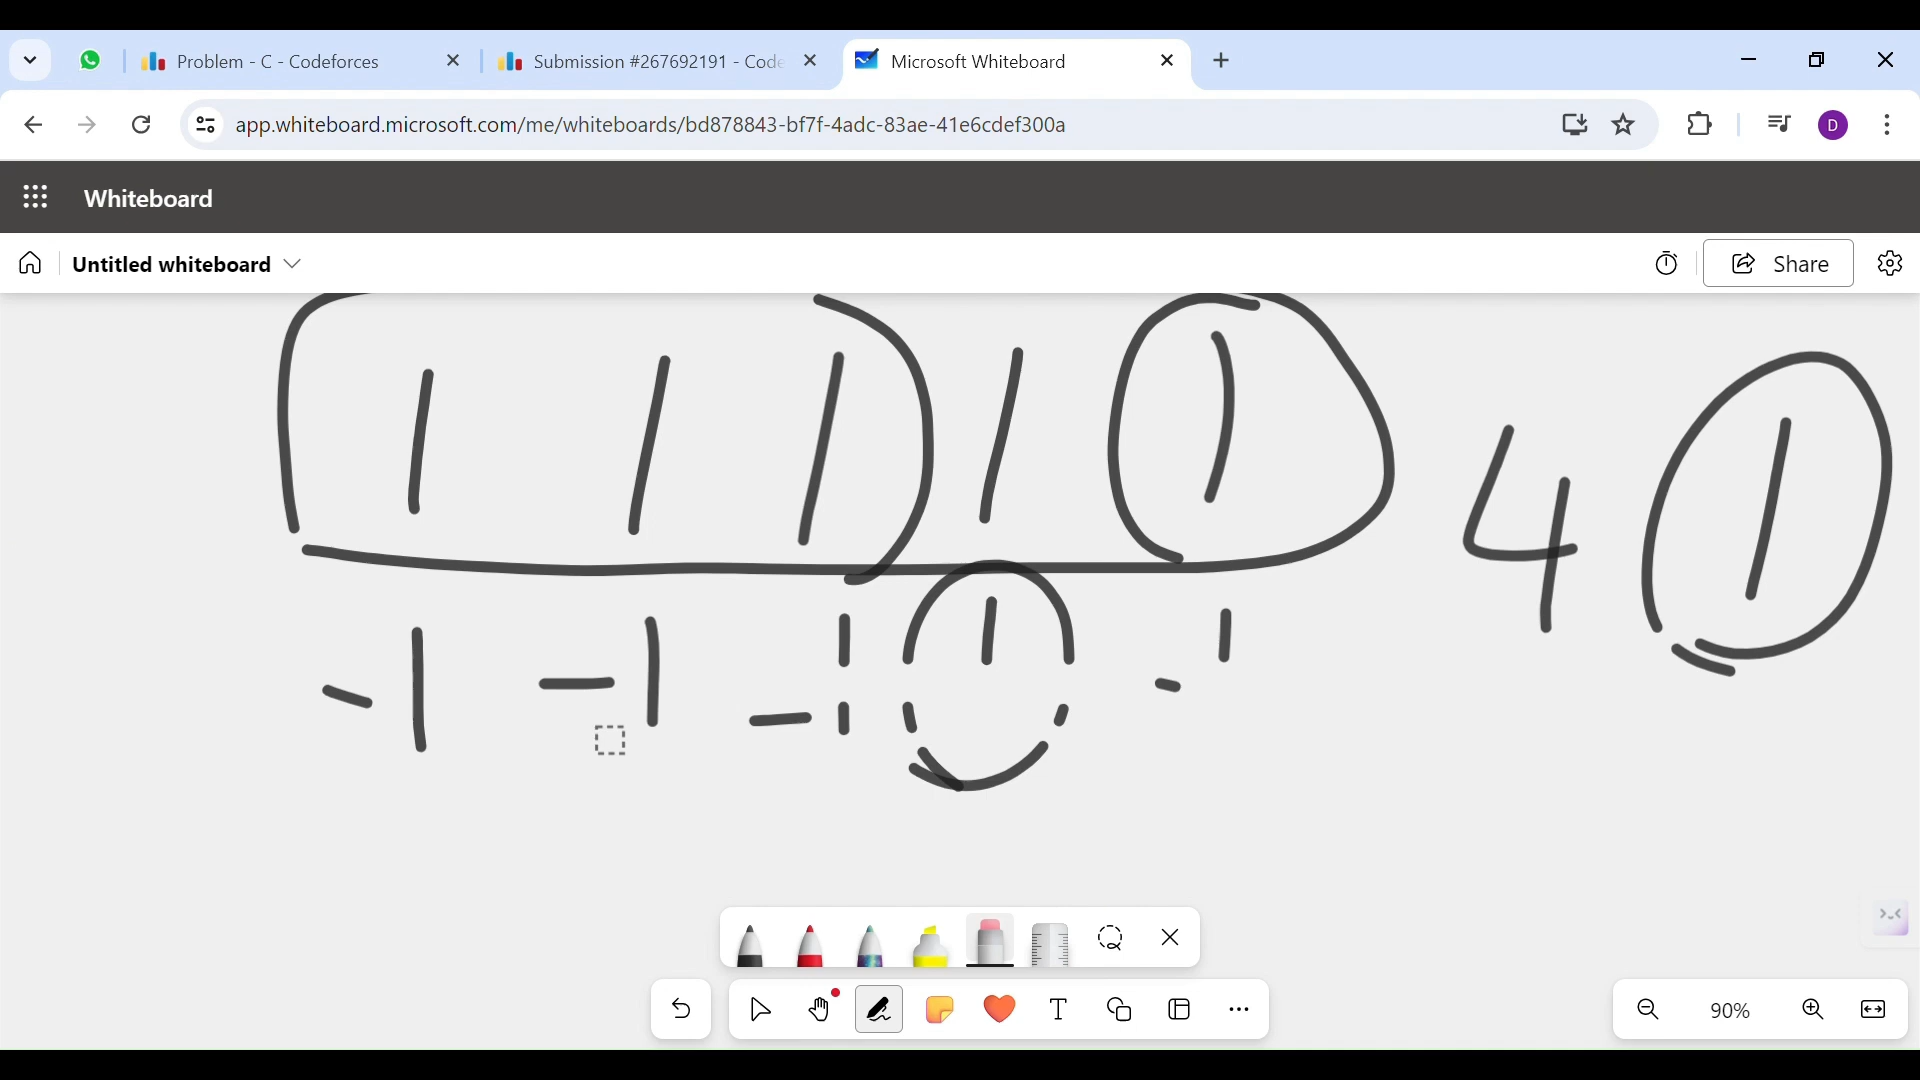 Problem - C - Codeforces
Submission #267692191 - Code
Microsoft Whiteboard
app.whiteboard.microsoft.com/me/whiteboards/bd878843-bf7f-4adc-83ae-41e6cdef300a
D
Whiteboard
Untitled whiteboard
Share
1 1 1 1 1 4 1
-1 -1 -1 1 -1
T
90%